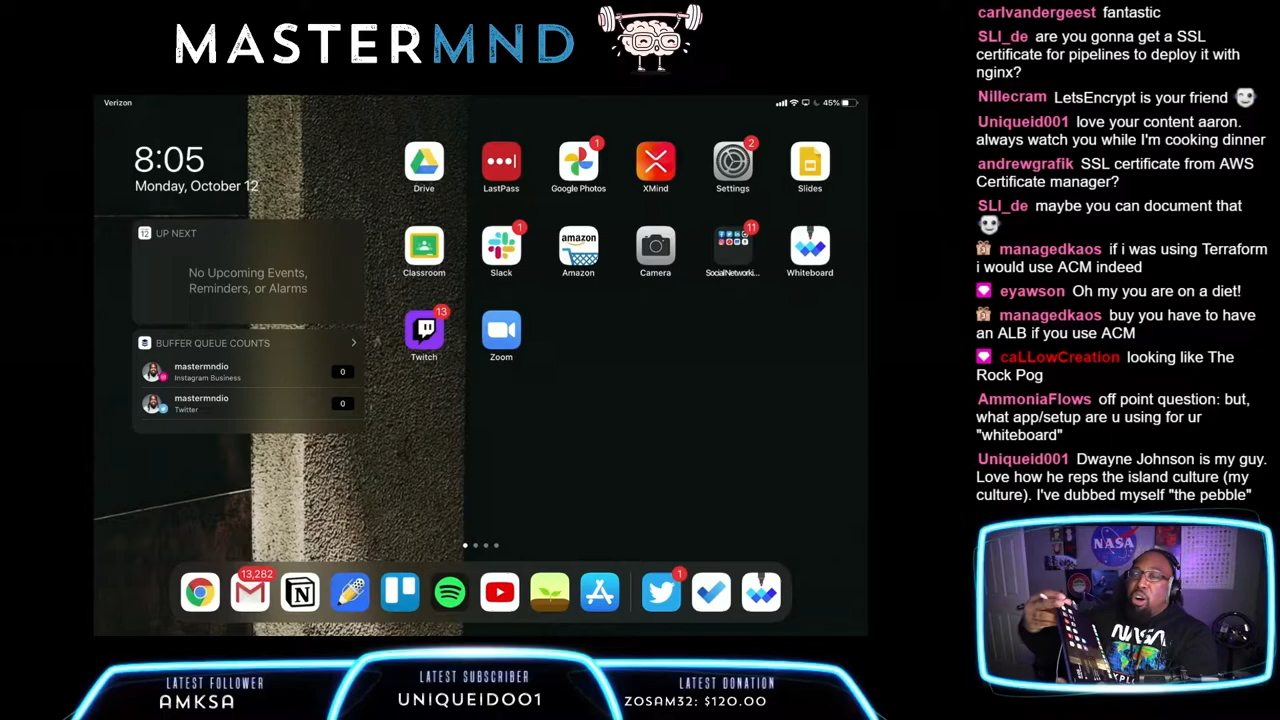 MASTERMND
Verizon
45%
8:05
Monday, October 12
12 UP NEXT
No Upcoming Events,
Reminders, or Alarms
BUFFER QUEUE COUNTS
mastermndio
Instagram Business
0
mastermndio
Twitter
0
1
2
Drive
LastPass
Google Photos
XMind
Settings
Slides
1
amazon
11
Classroom
Slack
Amazon
Camera
SocialNetworki...
Whiteboard
13
Twitch
Zoom
13,282
1
carlvandergeest fantastic
SLI_de are you gonna get a SSL
certificate for pipelines to deploy it with
nginx?
Nillecram LetsEncrypt is your friend
Uniqueid001 love your content aaron.
always watch you while I'm cooking dinner
andrewgrafik SSL certificate from AWS
Certificate manager?
SLI_de maybe you can document that
managedkaos if i was using Terraform
i would use ACM indeed
eyawson Oh my you are on a diet!
managedkaos buy you have to have
an ALB if you use ACM
caLLowCreation looking like The
Rock Pog
AmmoniaFlows off point question: but,
what app/setup are u using for ur
"whiteboard"
Uniqueid001 Dwayne Johnson is my guy.
Love how he reps the island culture (my
culture). I've dubbed myself "the pebble"
NASA
NASA
LATEST FOLLOWER
AMKSA
LATEST SUBSCRIBER
UNIQUEID001
LATEST DONATION
ZOSAM32: $120.00